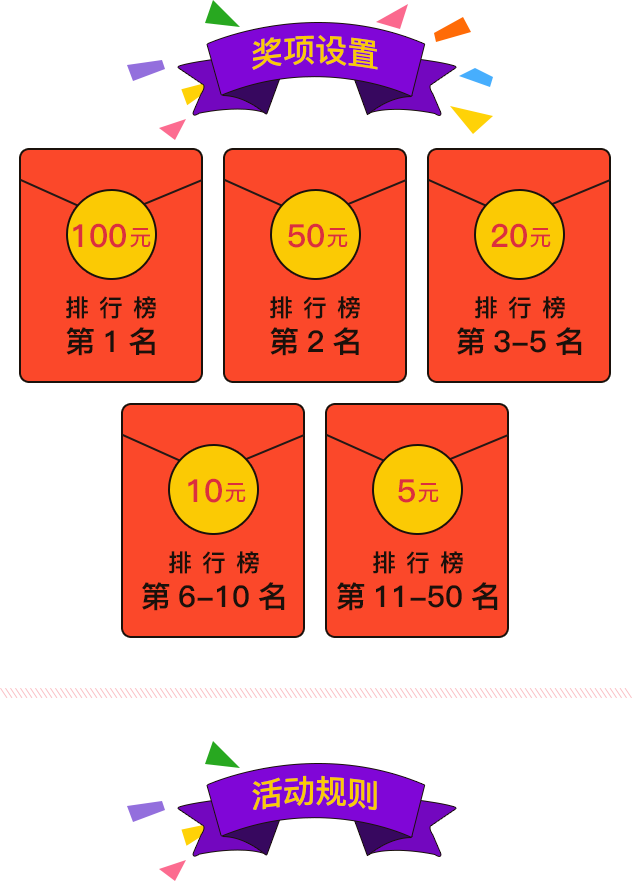 奖项设置
100元
排行榜
第1名
50元
排行榜
第2名
20元
排行榜
第3-5名
10元
排行榜
第6-10名
5元
排行榜
第11-50名
活动规则